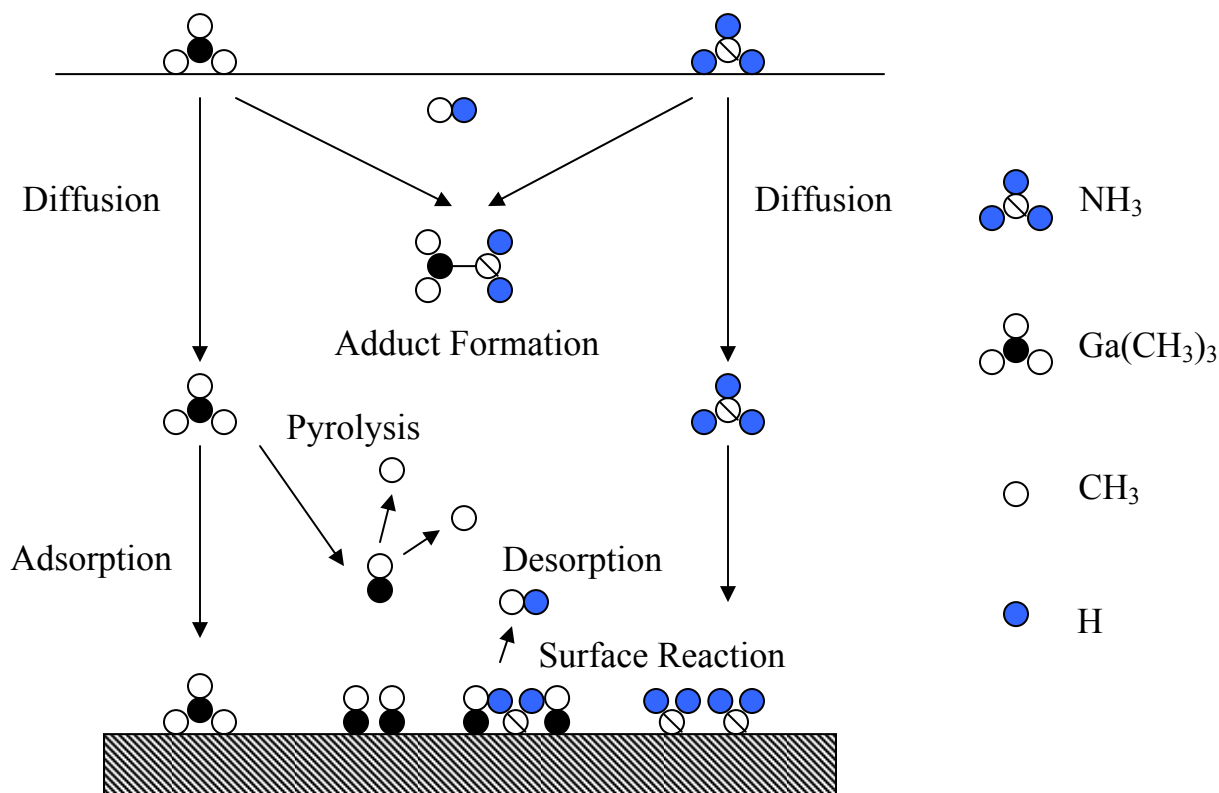 Diffusion
Diffusion
Adduct Formation
Pyrolysis
Adsorption
Desorption
Surface Reaction
NH₃
Ga(CH₃)₃
CH₃
H